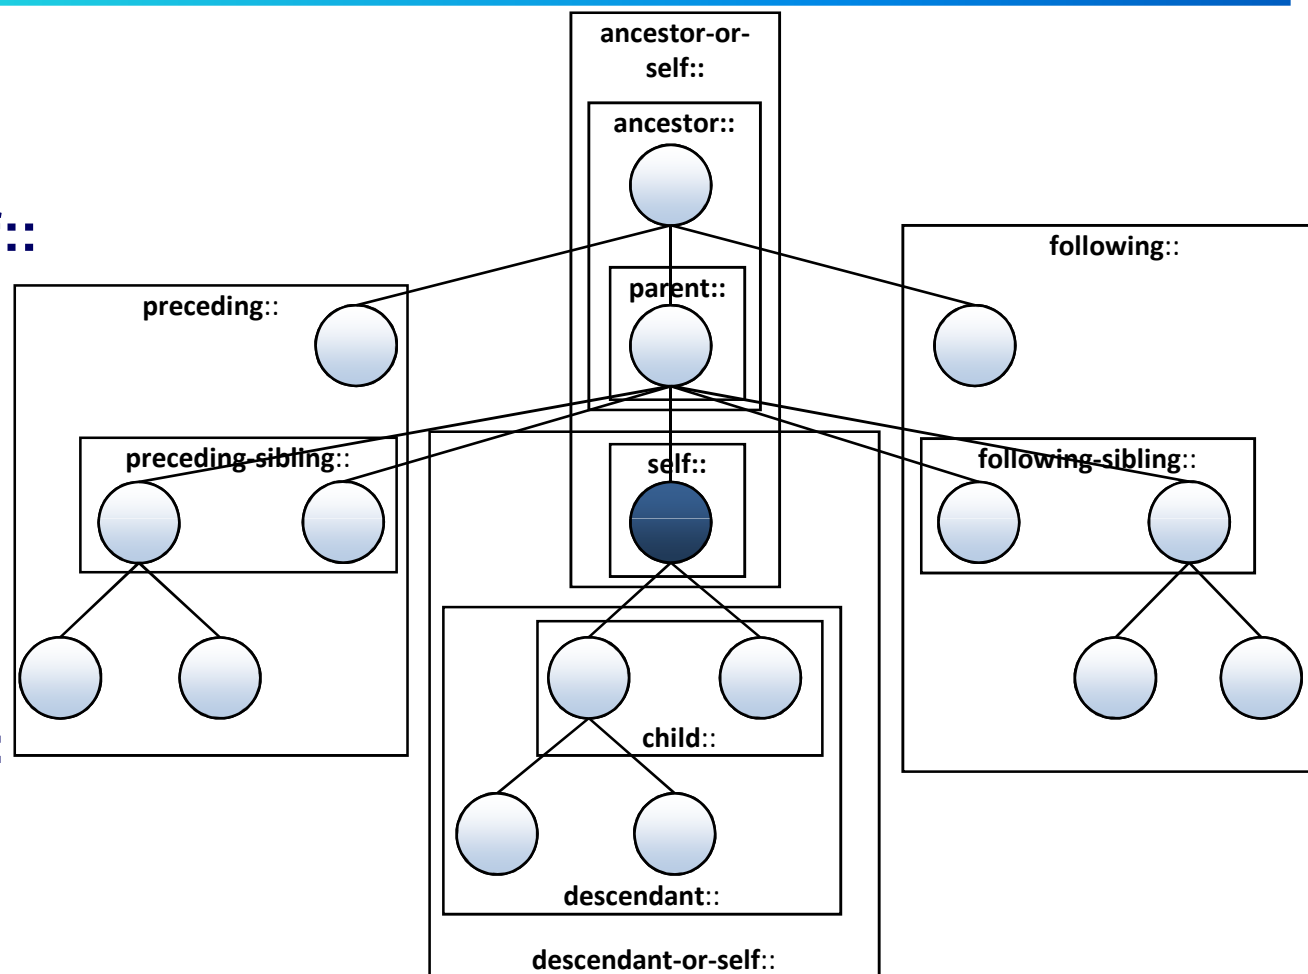 ancestor-or-
self::
ancestor::
::
following::
parent::
preceding::
preceding-sibling::
self::
following-sibling::
child::
descendant::
descendant-or-self::